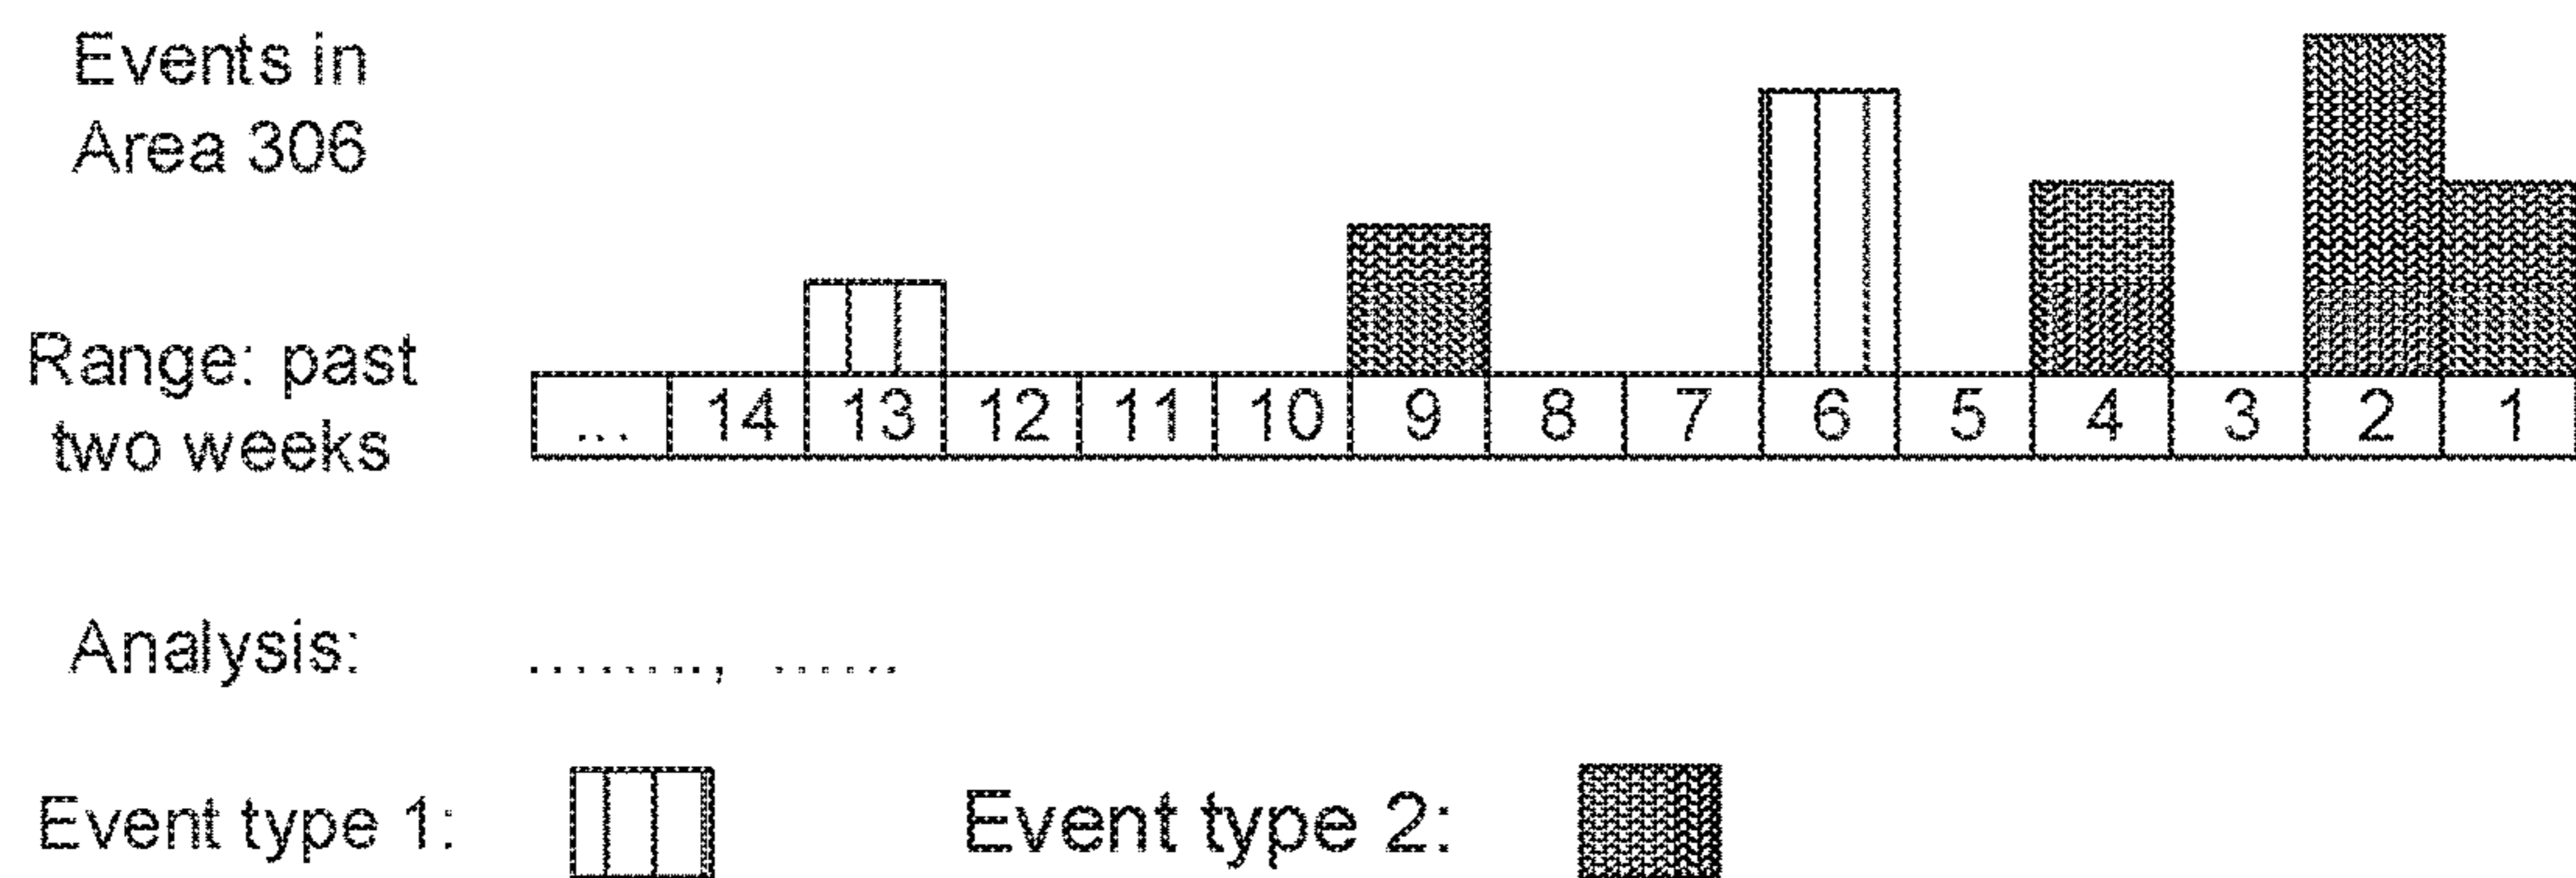 Events in
Area 306
Range: past
two weeks
... 14 13 12 11 10 9 8 7 6 5 4 3 2 1
Analysis: ........, ......
Event type 1: Event type 2: